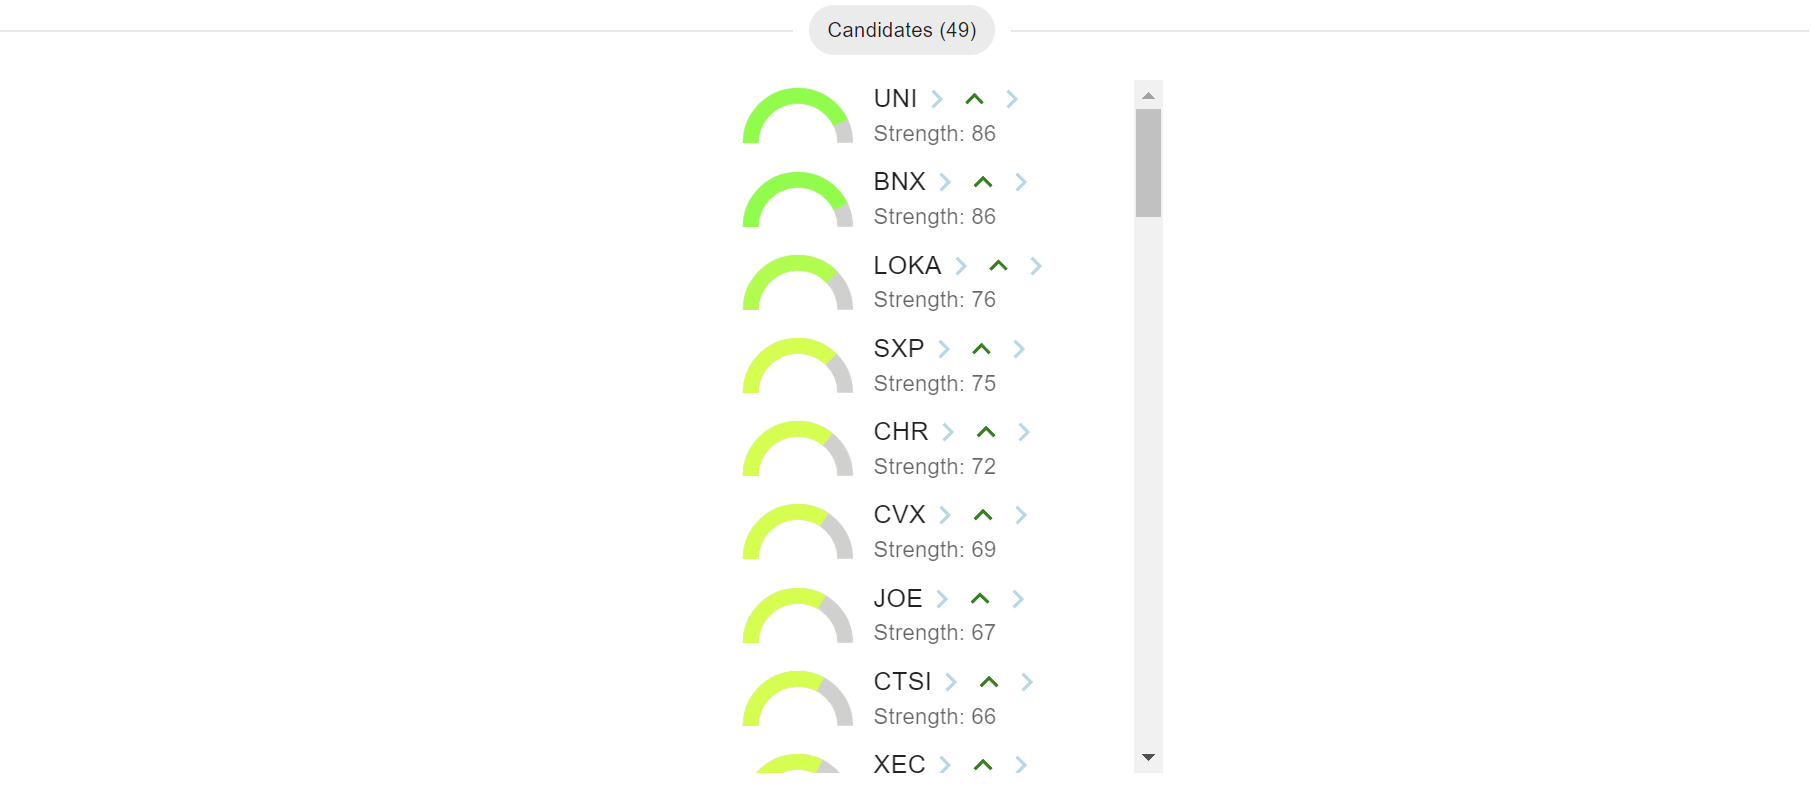 Candidates (49)
UNI
Strength: 86
BNX
Strength: 86
LOKA
Strength: 76
SXP
Strength: 75
CHR
Strength: 72
CVX
Strength: 69
JOE
Strength: 67
CTSI
Strength: 66
XEC